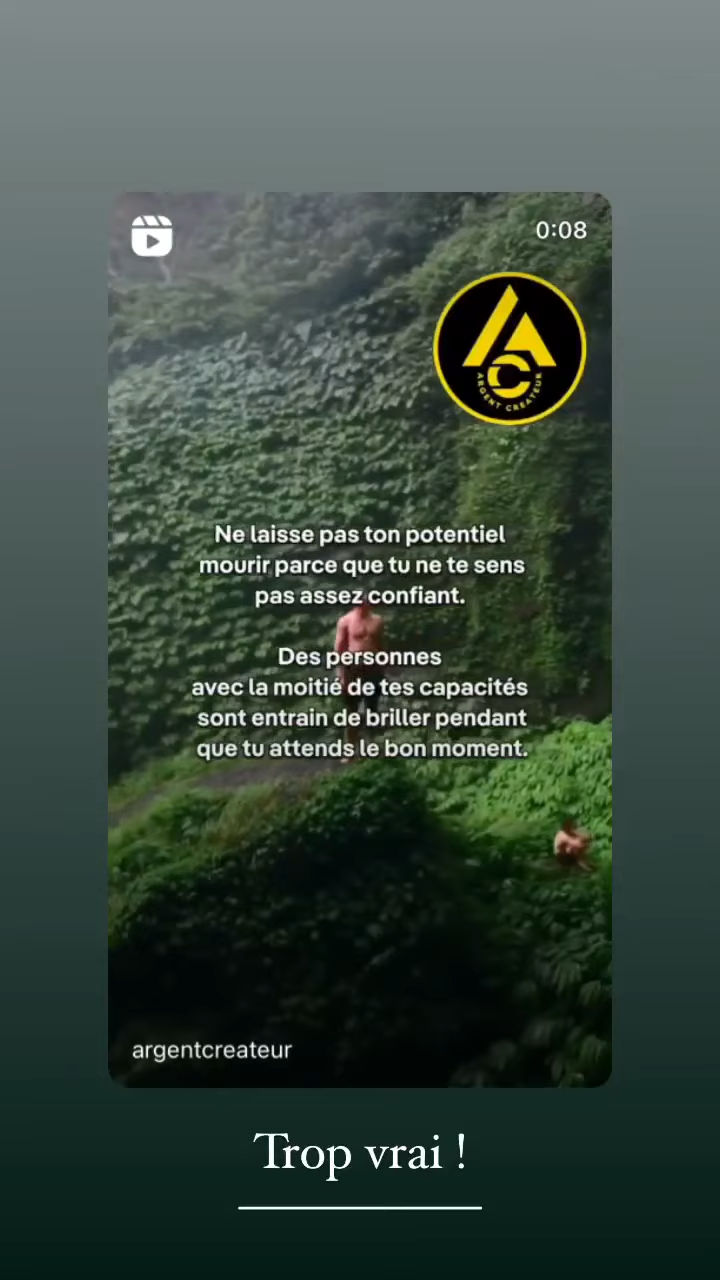 0:08
ARGENT CREATEUR
Ne laisse pas ton potentiel
mourir parce que tu ne te sens
pas assez confiant.
Des personnes
avec la moitié de tes capacités
sont entrain de briller pendant
que tu attends le bon moment.
argentcreateur
Trop vrai !